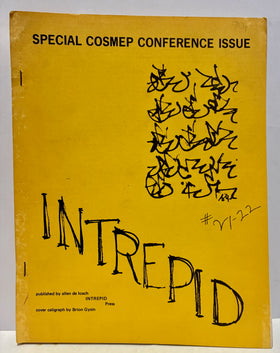 SPECIAL COSMEP CONFERENCE ISSUE
#21-22
INTREPID
published by allen de loach
INTREPID
Press
cover caligraph by Brion Gysin